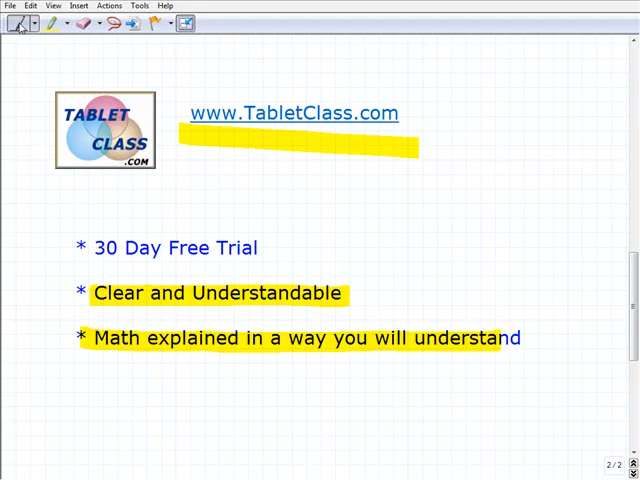 File Edit View Insert Actions Tools Help
TABLET
CLASS
.COM
www.TabletClass.com
* 30 Day Free Trial
* Clear and Understandable
* Math explained in a way you will understand
2 / 2